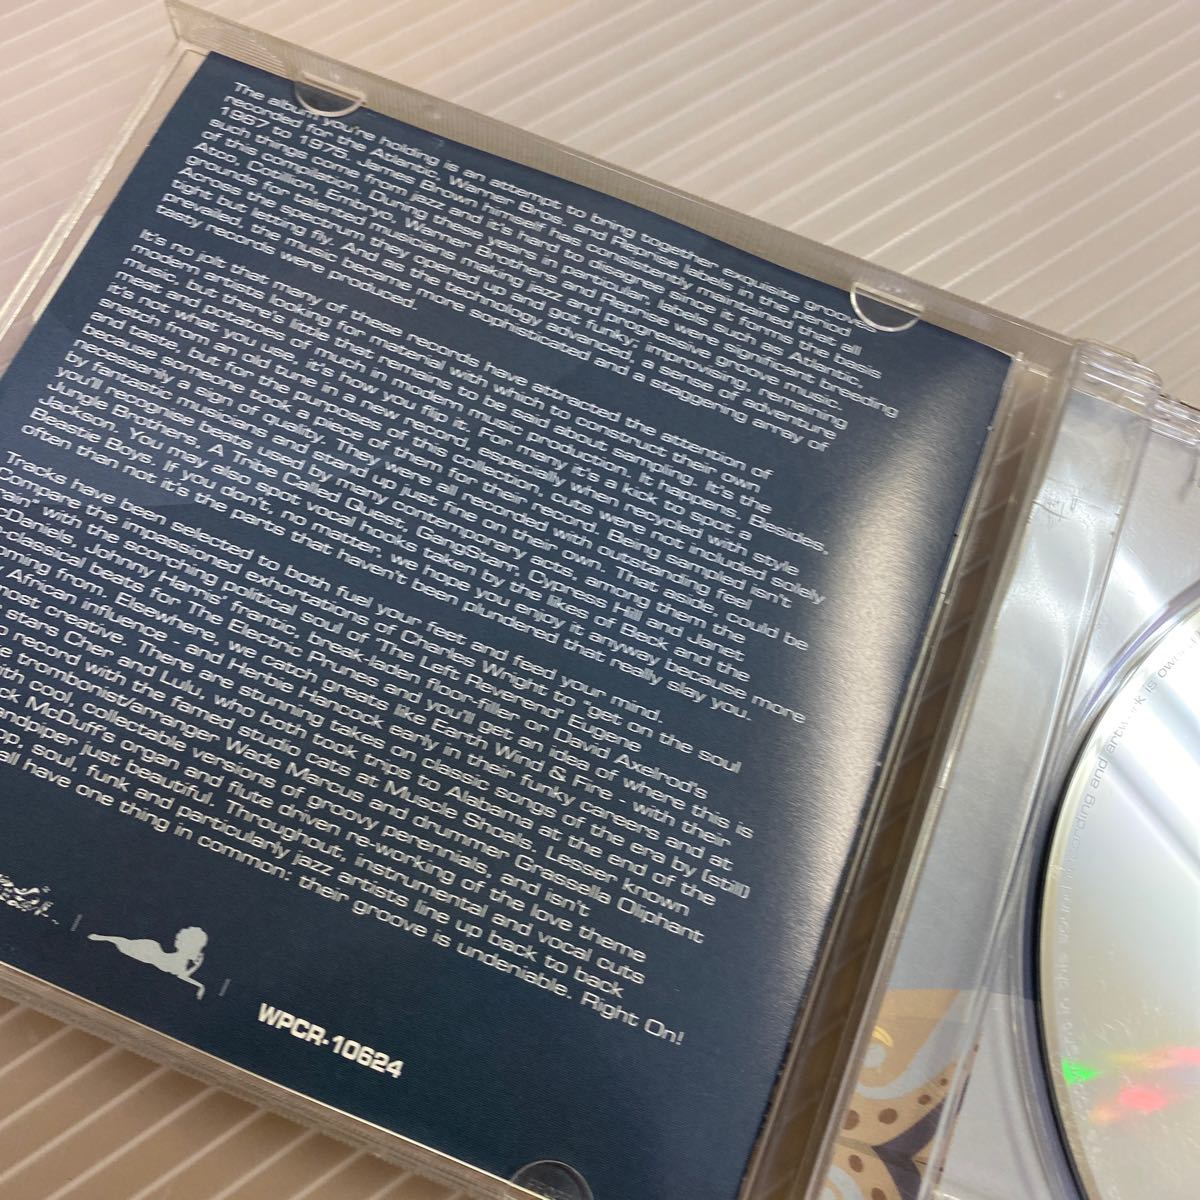 The album you're holding is an attempt to bring together exquisite grooves
recorded for the Atlantic, Warner Bros. and Reprise labels in the period
1967 to 1975. James Brown himself has consistently maintained that all
such things come from jazz and it's hard to disagree since it forms the basis
of this compilation. During these years in particular, labels such as Atlantic,
Atco, Cotillion, Embryo, Warner Brothers and Reprise were significant breeding
grounds for talented musicians making jazz and progressive groove music.
Across the spectrum they opened up and got funky; improvising, remaining
tight but letting fly. And as the technology advanced, a sense of adventure
prevailed, the music became more sophisticated and a staggering array of
tasty records were produced.
It's no jolt that many of these records have attracted the attention of
modern artists looking for material with which to construct their own
music, but there's little that remains to be said about sampling. It's the
meat and potatoes of much in modern music production. It happens. Besides,
it's not what you use, it's how you flip it. For many it's a kick to spot a
snatch from an old tune in a new record, especially when recycled with style
and taste, but for the purposes of this collection, cuts were not included solely
because someone took a piece of them for their record. Being sampled isn't
necessarily a sign of quality. They were all recorded with outstanding feel
by fantastic musicians and stand up just fine on their own. That aside, could be
you'll recognise beats used by many contemporary acts, among them the
Jungle Brothers, A Tribe Called Quest, GangStarr, Cypress Hill and Janet
Jackson. You may also spot vocal hooks taken by the likes of Beck and the
Beastie Boys. If you don't, no matter, we hope you enjoy it anyway because more
often than not it's the parts that haven't been plundered that really slay you.
Tracks have been selected to both fuel your feet and feed your mind.
Compare the impassioned exhortations of Charles Wright to "get on the soul
rain" with the scorching political soul of 'The Left Reverend' Eugene
cDaniels, Johnny Harris' frantic, break-laden floor-filler or David Axelrod's
classical beats for The Electric Prunes and you'll get an idea of where this is
oming from. Elsewhere, we catch greats like Earth Wind & Fire - with their
African influence - and Herbie Hancock early in their funky careers and at
most creative. There are stunning takes on classic songs of the era by (still)
stars Cher and Lulu, who both took trips to Alabama at the end of the
o record with the famed studio cats at Muscle Shoals. Lesser known
e trombonist/arranger Wade Marcus and drummer Grassella Oliphant
ith cool, collectable versions of groovy perennials, and isn't
ck McDuff's organ and flute driven re-working of the love theme
andpiper just beautiful. Throughout, instrumental and vocal cuts
op, soul, funk and particularly jazz artists line up back to back
all have one thing in common: their groove is undeniable. Right On!
WPCR-10624